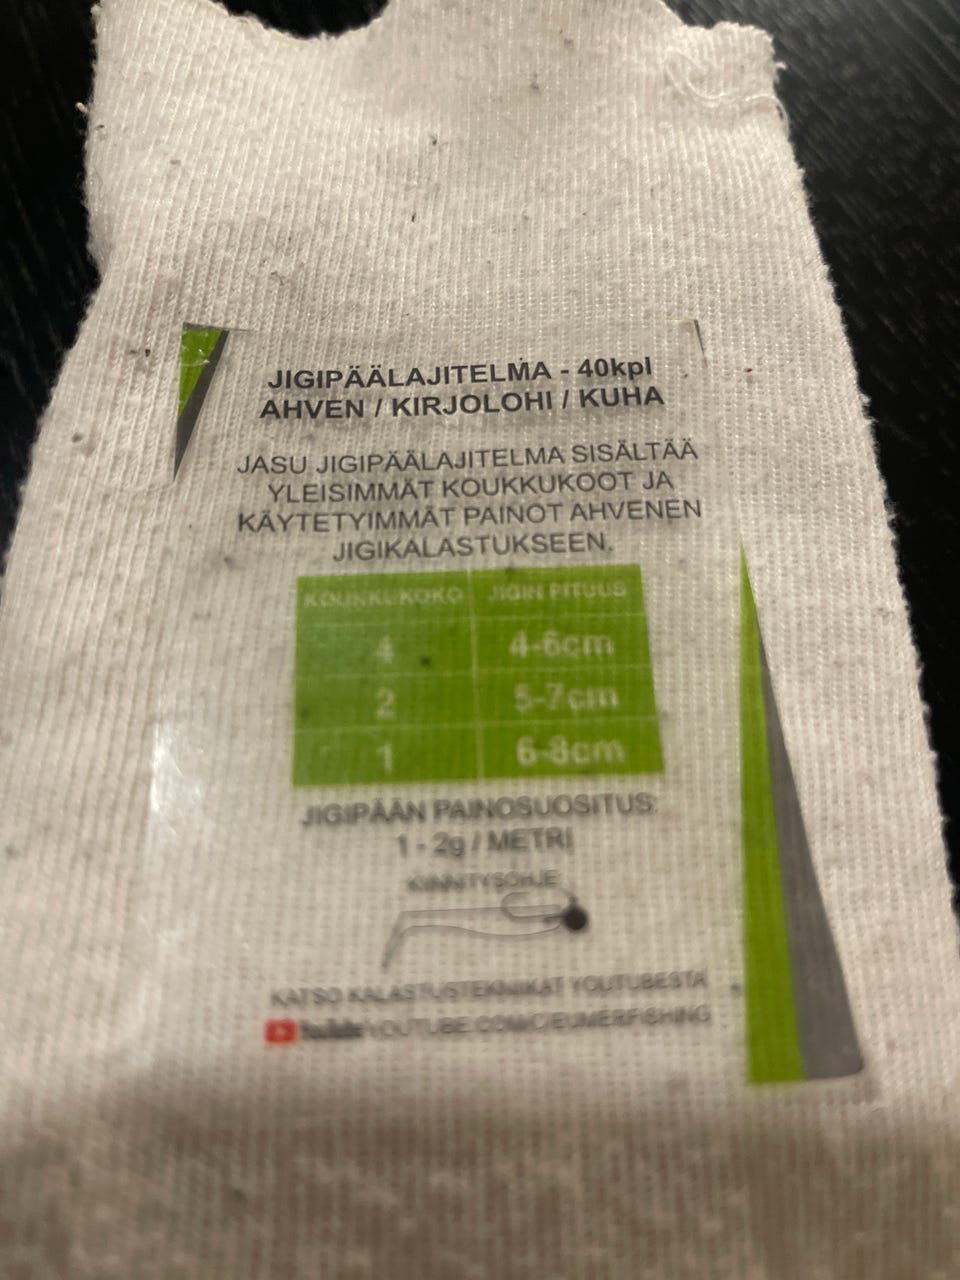 JIGIPÄÄLAJITELMA - 40kpl
AHVEN / KIRJOLOHI / KUHA
JASU JIGIPÄÄLAJITELMA SISÄLTÄÄ
YLEISIMMÄT KOUKKUKOOT JA
KÄYTETYIMMÄT PAINOT AHVENEN
JIGIKALASTUKSEEN.
KOUKKUKOKO JIGIN PITUUS
4 4-6cm
2 5-7cm
1 6-8cm
JIGIPÄÄN PAINOSUOSITUS:
1 - 2g / METRI
KIINNITYSOHJE
KATSO KALASTUSTEKNIIKAT YOUTUBESTA
YouTube YOUTUBE.COM/C/EUMERFISHING